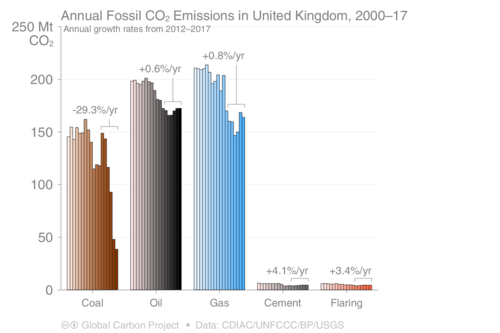 Annual Fossil CO₂ Emissions in United Kingdom, 2000–17
250 Mt CO₂
Annual growth rates from 2012–2017
200
150
100
50
0
-29.3%/yr
+0.6%/yr
+0.8%/yr
+4.1%/yr
+3.4%/yr
Coal
Oil
Gas
Cement
Flaring
Global Carbon Project • Data: CDIAC/UNFCCC/BP/USGS